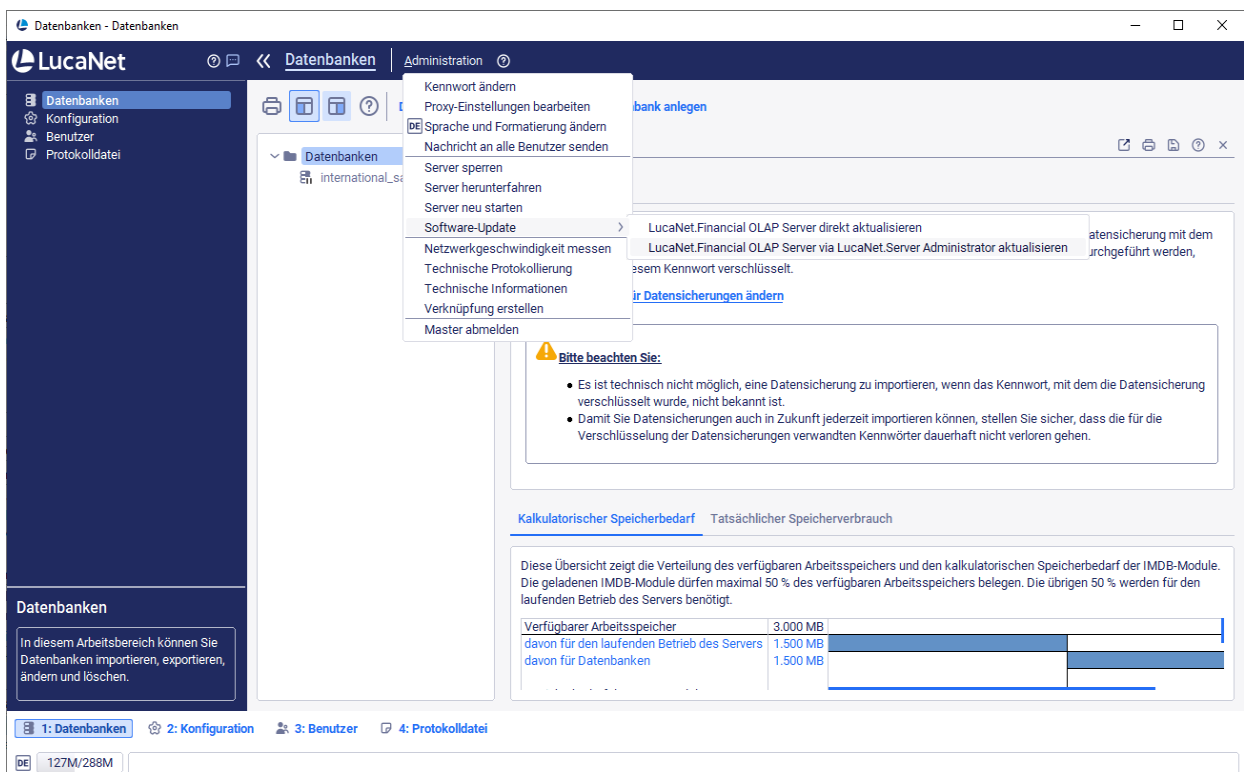 Datenbanken - Datenbanken
LucaNet
Datenbanken
Administration
Datenbanken
Konfiguration
Benutzer
Protokolldatei
Kennwort ändern
Proxy-Einstellungen bearbeiten
DE Sprache und Formatierung ändern
Nachricht an alle Benutzer senden
Server sperren
Server herunterfahren
Server neu starten
Software-Update
Netzwerkgeschwindigkeit messen
Technische Protokollierung
Technische Informationen
Verknüpfung erstellen
Master abmelden
LucaNet.Financial OLAP Server direkt aktualisieren
LucaNet.Financial OLAP Server via LucaNet.Server Administrator aktualisieren
bank anlegen
Datenbanken
international_sa
atensicherung mit dem
urchgeführt werden,
esem Kennwort verschlüsselt.
ür Datensicherungen ändern
Bitte beachten Sie:
• Es ist technisch nicht möglich, eine Datensicherung zu importieren, wenn das Kennwort, mit dem die Datensicherung
verschlüsselt wurde, nicht bekannt ist.
• Damit Sie Datensicherungen auch in Zukunft jederzeit importieren können, stellen Sie sicher, dass die für die
Verschlüsselung der Datensicherungen verwandten Kennwörter dauerhaft nicht verloren gehen.
Kalkulatorischer Speicherbedarf
Tatsächlicher Speicherverbrauch
Diese Übersicht zeigt die Verteilung des verfügbaren Arbeitsspeichers und den kalkulatorischen Speicherbedarf der IMDB-Module.
Die geladenen IMDB-Module dürfen maximal 50 % des verfügbaren Arbeitsspeichers belegen. Die übrigen 50 % werden für den
laufenden Betrieb des Servers benötigt.
Verfügbarer Arbeitsspeicher 3.000 MB
davon für den laufenden Betrieb des Servers 1.500 MB
davon für Datenbanken 1.500 MB
Datenbanken
In diesem Arbeitsbereich können Sie
Datenbanken importieren, exportieren,
ändern und löschen.
1: Datenbanken
2: Konfiguration
3: Benutzer
4: Protokolldatei
DE 127M/288M